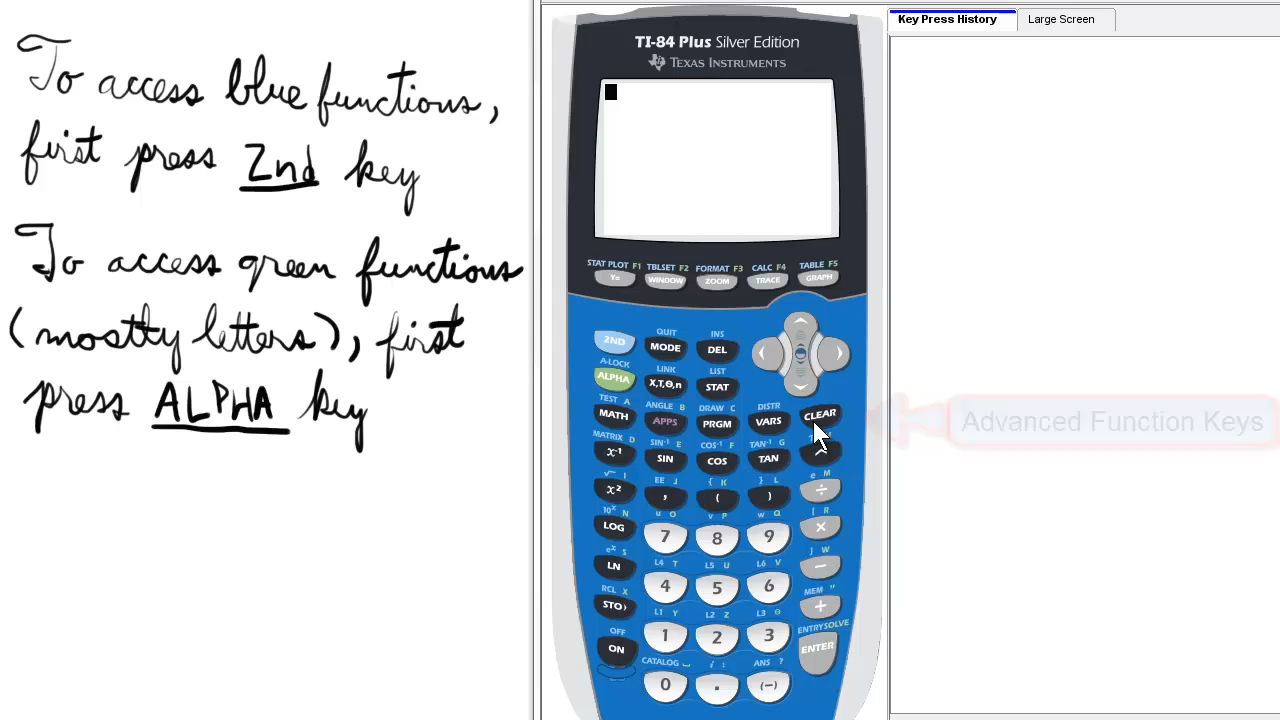 To access blue functions,
first press 2nd key
To access green functions
(mostly letters), first
press ALPHA key
Key Press History
Large Screen
TI-84 Plus Silver Edition
TEXAS INSTRUMENTS
STAT PLOT F1 TBLSET F2 FORMAT F3 CALC F4 TABLE F5
Y= WINDOW ZOOM TRACE GRAPH
QUIT INS
2ND MODE DEL
A-LOCK LINK LIST
ALPHA X,T,Θ,n STAT
TEST A ANGLE B DRAW C DISTR
MATH APPS PRGM VARS CLEAR
Advanced Function Keys
MATRIX D SIN⁻¹ E COS⁻¹ F TAN⁻¹ G
X⁻¹ SIN COS TAN ^
√ I EE J { K } L e M
X² , ( ) ÷
10ˣ N u O v P w Q [ R
LOG 7 8 9 ×
eˣ S L4 T L5 U L6 V ] W
LN 4 5 6 −
RCL X L1 Y L2 Z L3 Θ MEM "
STO› 1 2 3 +
OFF CATALOG i : ANS ? ENTRY SOLVE
ON 0 . (−) ENTER